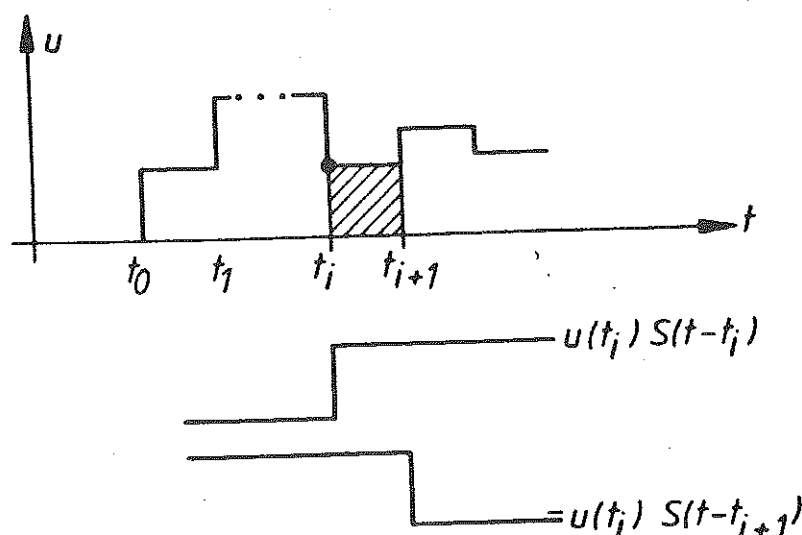 u
t
t₀ t₁ tᵢ tᵢ₊₁
u(tᵢ) S(t-tᵢ)
-u(tᵢ) S(t-tᵢ₊₁)